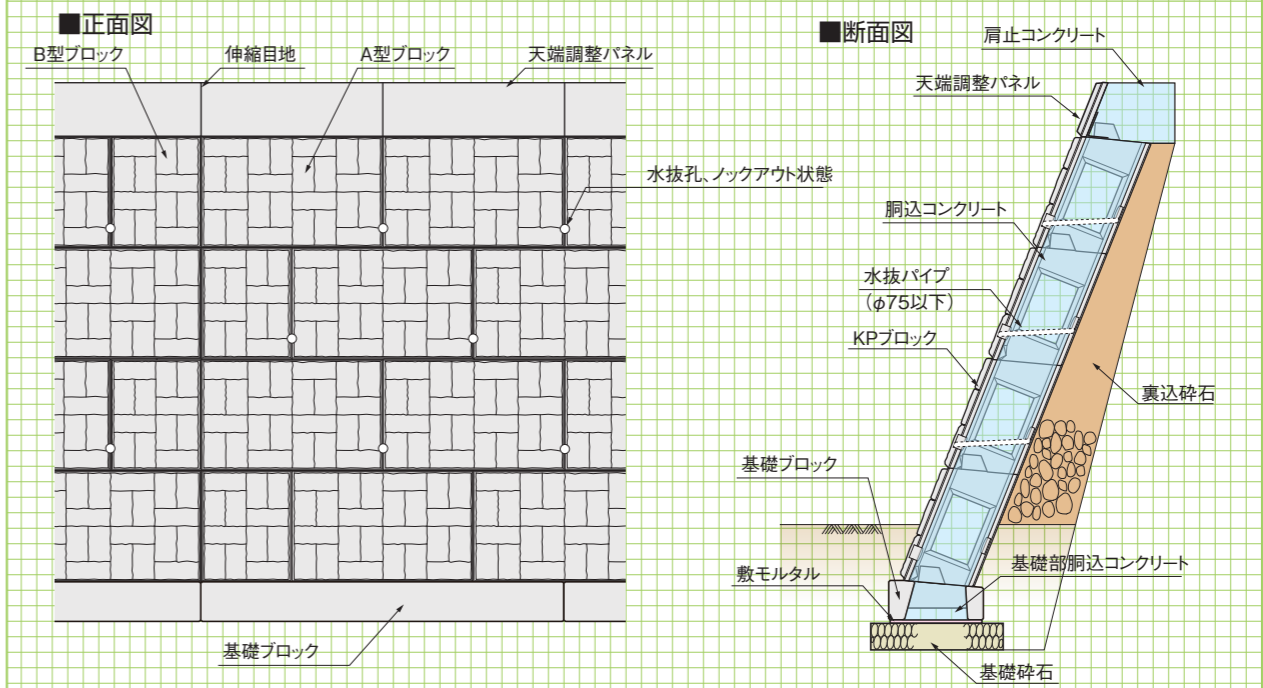 ■正面図
B型ブロック
伸縮目地
A型ブロック
天端調整パネル
水抜孔、ノックアウト状態
基礎ブロック
■断面図
肩止コンクリート
天端調整パネル
胴込コンクリート
水抜パイプ
（φ75以下）
KPブロック
裏込砕石
基礎ブロック
敷モルタル
基礎部胴込コンクリート
基礎砕石